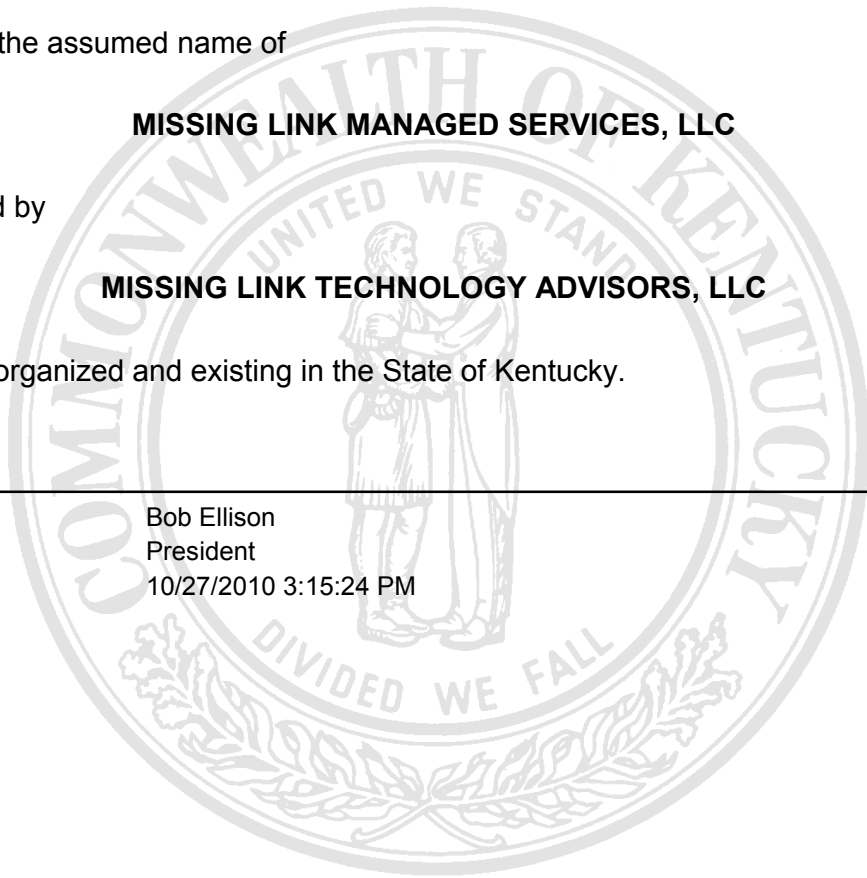 the assumed name of
MISSING LINK MANAGED SERVICES, LLC
d by
MISSING LINK TECHNOLOGY ADVISORS, LLC
organized and existing in the State of Kentucky.
Bob Ellison
President
10/27/2010 3:15:24 PM
COMMONWEALTH OF KENTUCKY
UNITED WE STAND
DIVIDED WE FALL